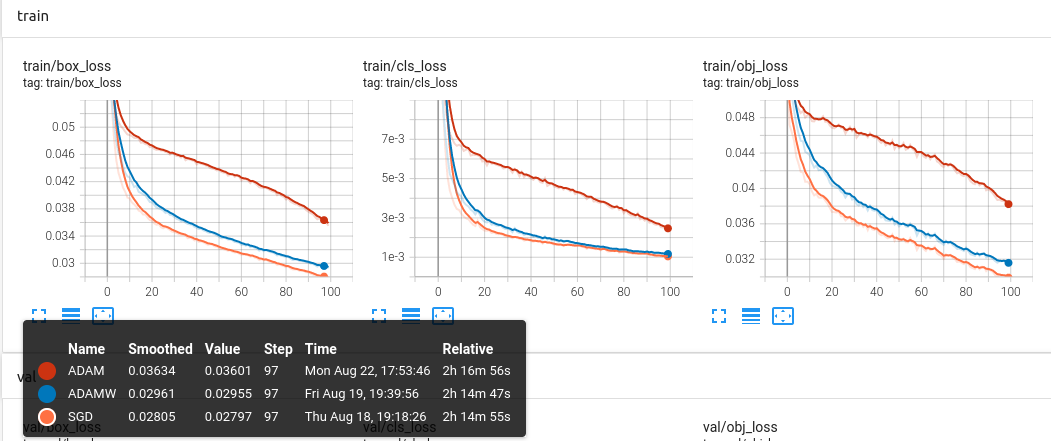 train
train/box_loss
tag: train/box_loss
0.05
0.046
0.042
0.038
0.034
0.03
0 20 40 60 80 100
train/cls_loss
tag: train/cls_loss
7e-3
5e-3
3e-3
1e-3
0 20 40 60 80 100
train/obj_loss
tag: train/obj_loss
0.048
0.044
0.04
0.036
0.032
0 20 40 60 80 100
Name Smoothed Value Step Time Relative
ADAM 0.03634 0.03601 97 Mon Aug 22, 17:53:46 2h 16m 56s
ADAMW 0.02961 0.02955 97 Fri Aug 19, 19:39:56 2h 14m 47s
SGD 0.02805 0.02797 97 Thu Aug 18, 19:18:26 2h 14m 55s
val
val/box_loss
val/cls_loss
val/obj_loss